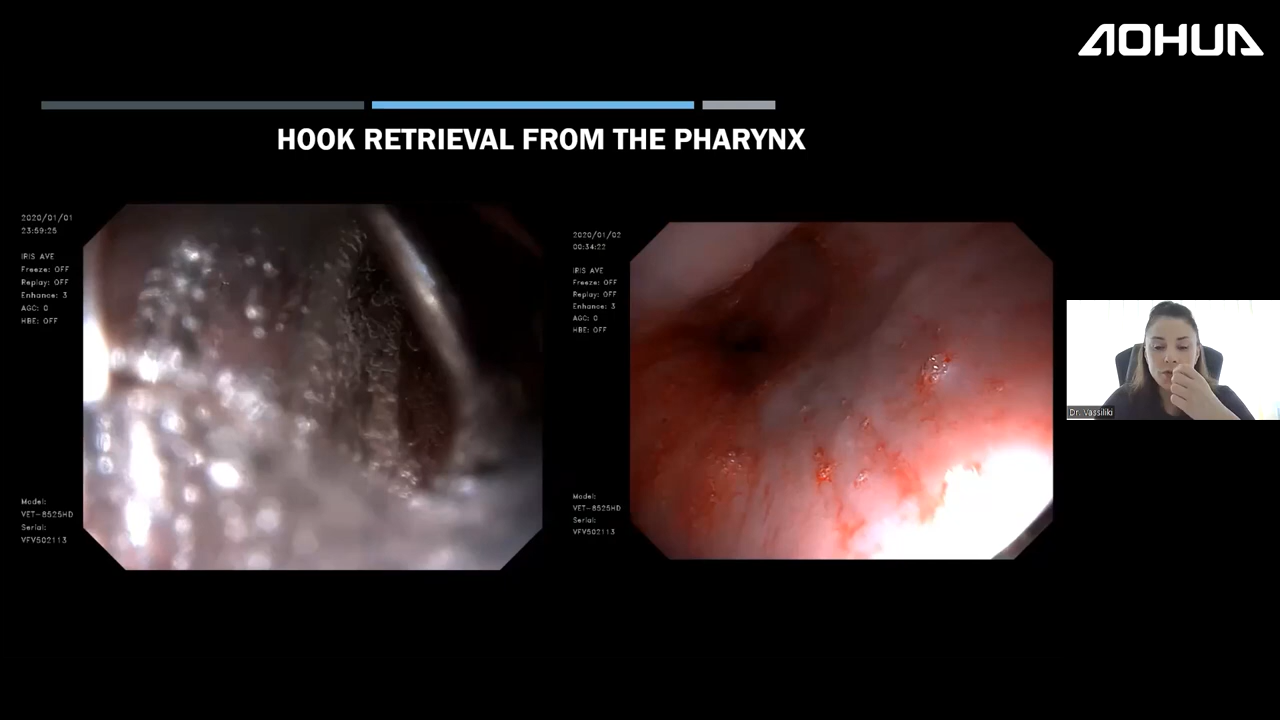 AOHUA
HOOK RETRIEVAL FROM THE PHARYNX
2020/01/01
23:59:25
IRIS AVE
Freeze: OFF
Replay: OFF
Enhance: 3
AGC: 0
HBE: OFF
Model:
VET-8525HD
Serial:
VFV502113
2020/01/02
00:34:22
IRIS AVE
Freeze: OFF
Replay: OFF
Enhance: 3
AGC: 0
HBE: OFF
Model:
VET-8525HD
Serial:
VFV502113
Dr. Vassiliki